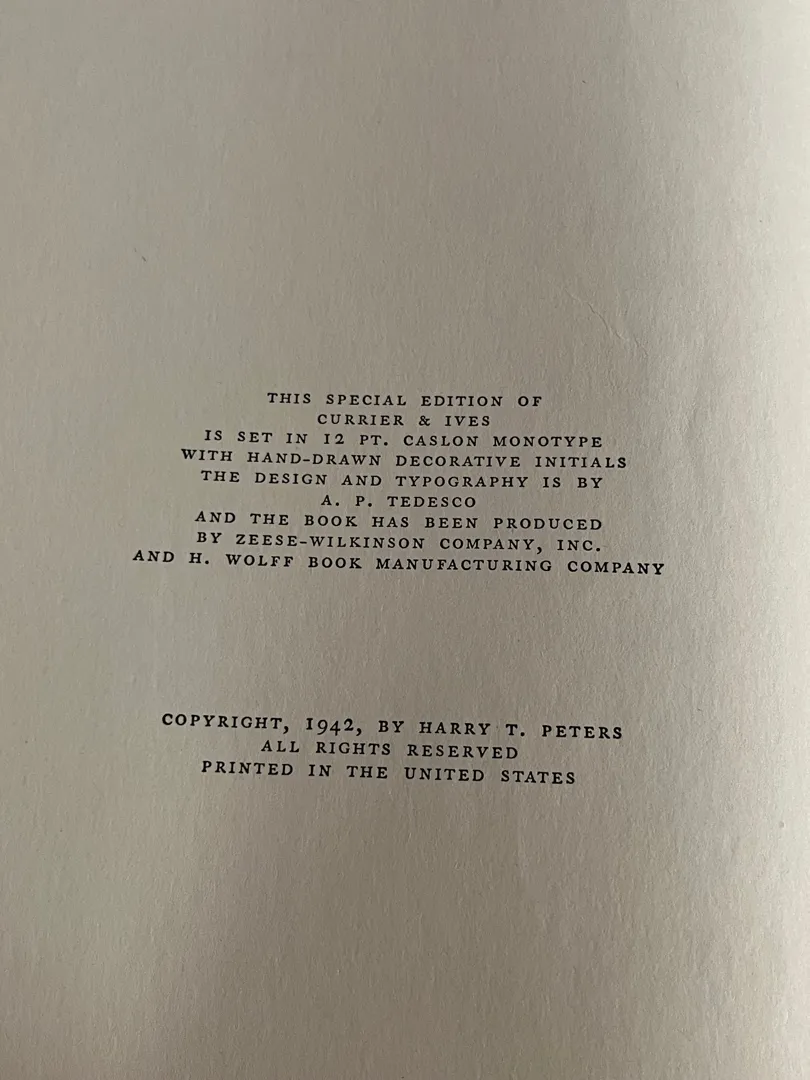 THIS SPECIAL EDITION OF
CURRIER & IVES
IS SET IN 12 PT. CASLON MONOTYPE
WITH HAND-DRAWN DECORATIVE INITIALS
THE DESIGN AND TYPOGRAPHY IS BY
A. P. TEDESCO
AND THE BOOK HAS BEEN PRODUCED
BY ZEESE-WILKINSON COMPANY, INC.
AND H. WOLFF BOOK MANUFACTURING COMPANY
COPYRIGHT, 1942, BY HARRY T. PETERS
ALL RIGHTS RESERVED
PRINTED IN THE UNITED STATES